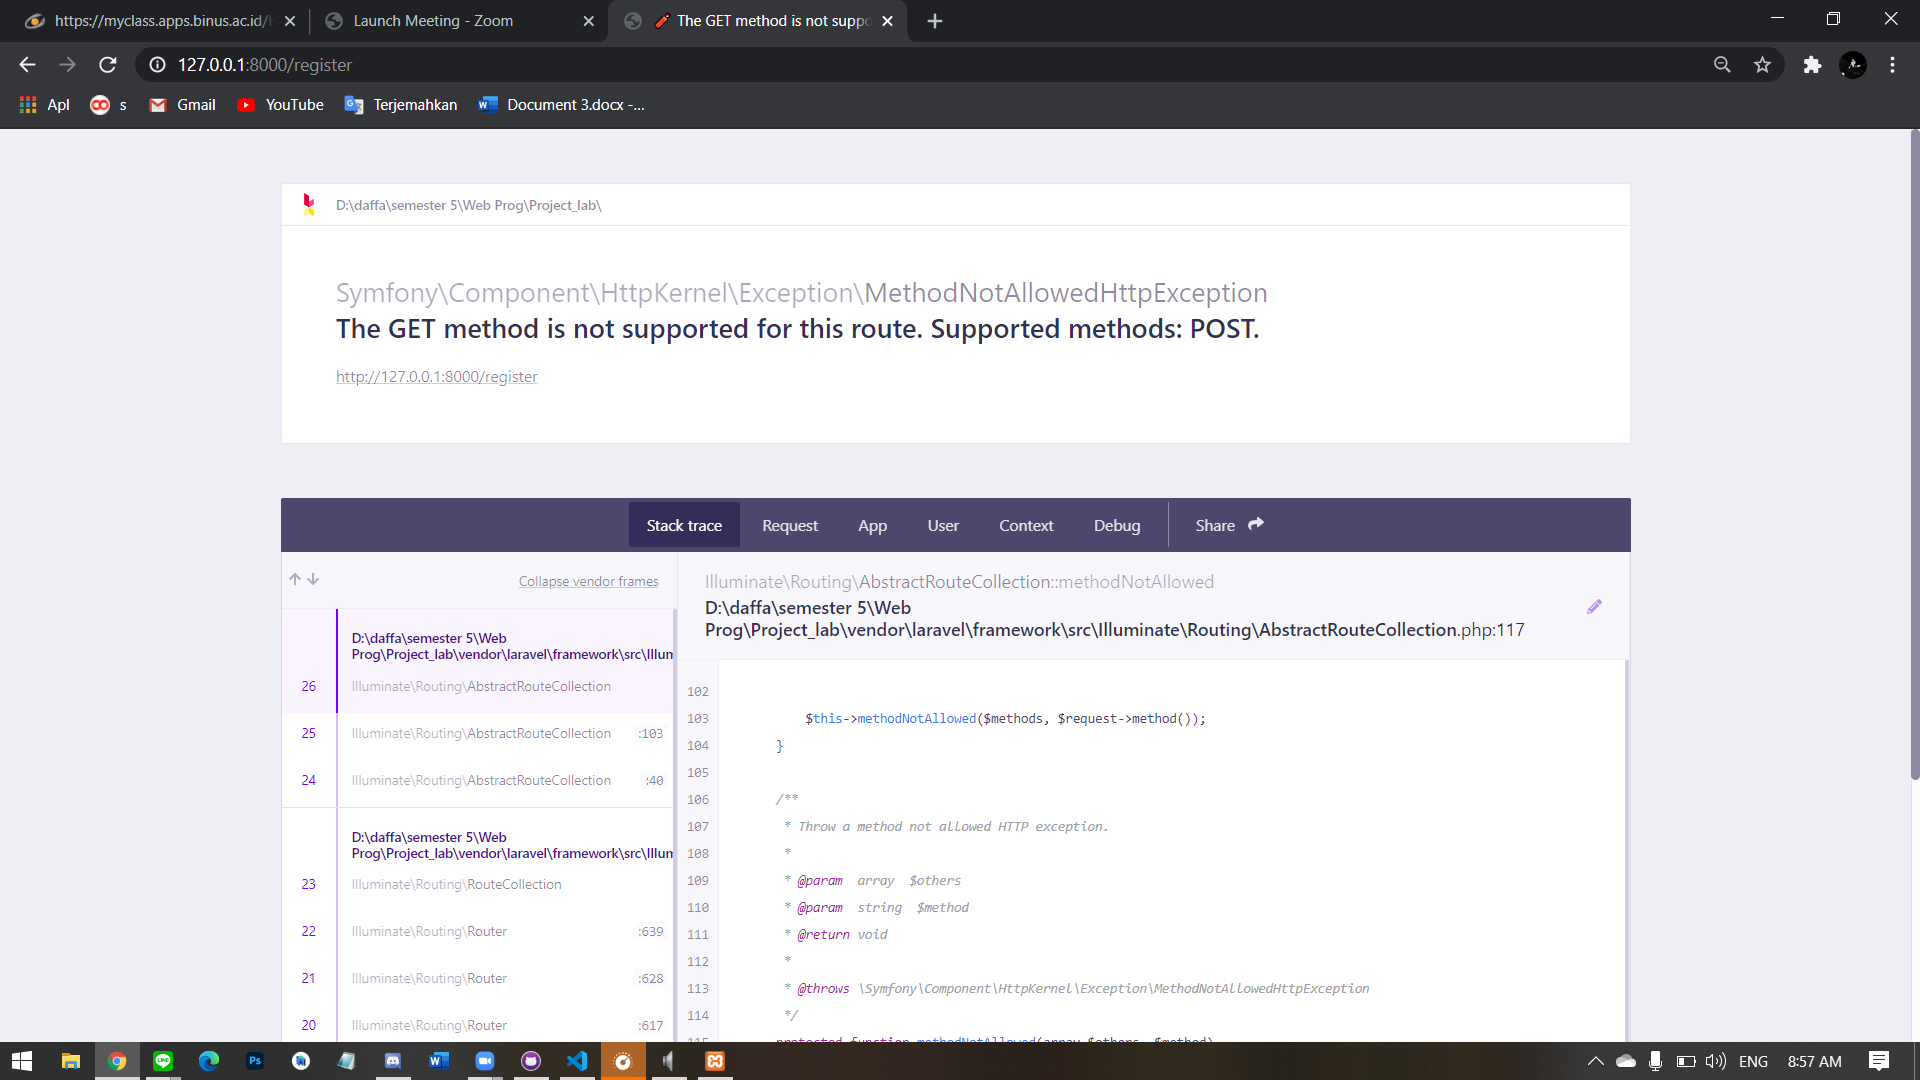 https://myclass.apps.binus.ac.id/
Launch Meeting - Zoom
The GET method is not suppo
127.0.0.1:8000/register
Apl
s
Gmail
YouTube
Terjemahkan
Document 3.docx -...
D:\daffa\semester 5\Web Prog\Project_lab\
Symfony\Component\HttpKernel\Exception\MethodNotAllowedHttpException
The GET method is not supported for this route. Supported methods: POST.
http://127.0.0.1:8000/register
Stack trace
Request
App
User
Context
Debug
Share
Collapse vendor frames
D:\daffa\semester 5\Web
Prog\Project_lab\vendor\laravel\framework\src\Illum
26 Illuminate\Routing\AbstractRouteCollection
25 Illuminate\Routing\AbstractRouteCollection :103
24 Illuminate\Routing\AbstractRouteCollection :40
D:\daffa\semester 5\Web
Prog\Project_lab\vendor\laravel\framework\src\Illum
23 Illuminate\Routing\RouteCollection
22 Illuminate\Routing\Router :639
21 Illuminate\Routing\Router :628
20 Illuminate\Routing\Router :617
Illuminate\Routing\AbstractRouteCollection::methodNotAllowed
D:\daffa\semester 5\Web
Prog\Project_lab\vendor\laravel\framework\src\Illuminate\Routing\AbstractRouteCollection.php:117
102
103 $this->methodNotAllowed($methods, $request->method());
104 }
105
106 /**
107 * Throw a method not allowed HTTP exception.
108 *
109 * @param array $others
110 * @param string $method
111 * @return void
112 *
113 * @throws \Symfony\Component\HttpKernel\Exception\MethodNotAllowedHttpException
114 */
115 protected function methodNotAllowed(array $others, $method)
ENG
8:57 AM